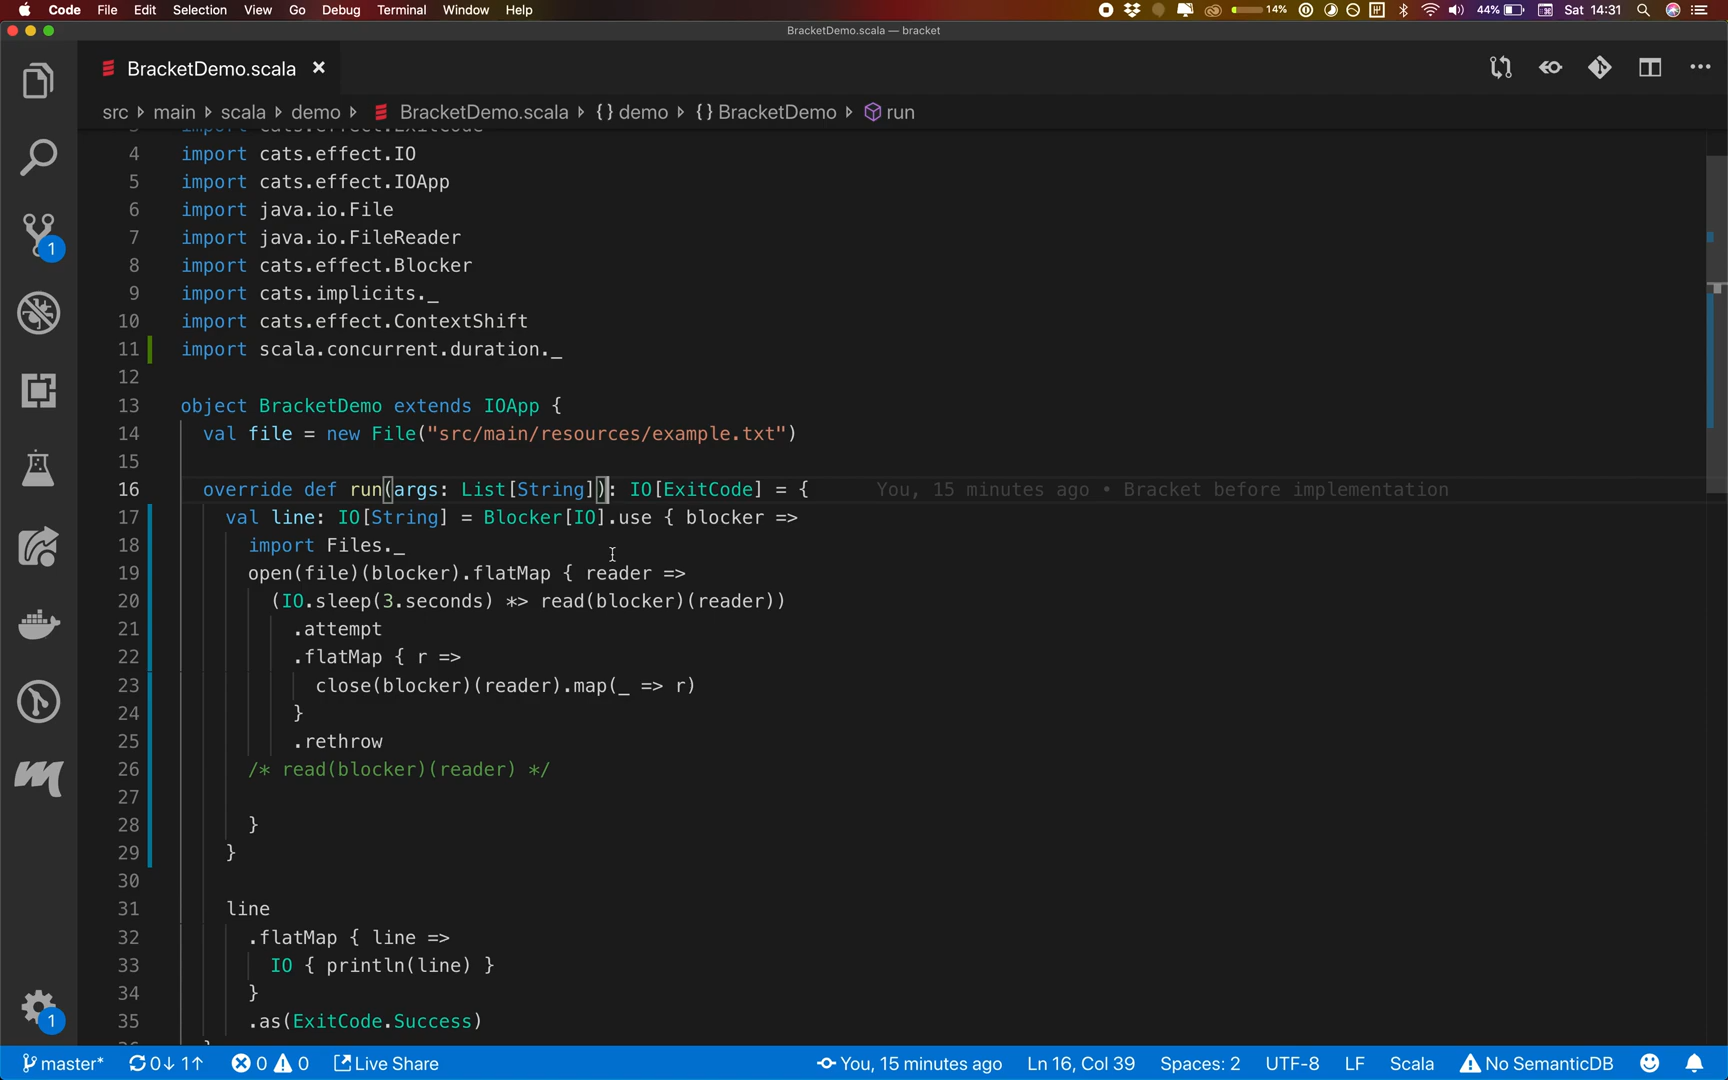 Code File Edit Selection View Go Debug Terminal Window Help 14% 44% Sat 14:31
BracketDemo.scala — bracket
BracketDemo.scala
src main scala demo BracketDemo.scala {} demo {} BracketDemo run
import cats.effect.ExitCode
4 import cats.effect.IO
5 import cats.effect.IOApp
6 import java.io.File
7 import java.io.FileReader
8 import cats.effect.Blocker
9 import cats.implicits._
10 import cats.effect.ContextShift
11 import scala.concurrent.duration._
12
13 object BracketDemo extends IOApp {
14 val file = new File("src/main/resources/example.txt")
15
16 override def run(args: List[String]): IO[ExitCode] = { You, 15 minutes ago • Bracket before implementation
17 val line: IO[String] = Blocker[IO].use { blocker =>
18 import Files._
19 open(file)(blocker).flatMap { reader =>
20 (IO.sleep(3.seconds) *> read(blocker)(reader))
21 .attempt
22 .flatMap { r =>
23 close(blocker)(reader).map(_ => r)
24 }
25 .rethrow
26 /* read(blocker)(reader) */
27
28 }
29 }
30
31 line
32 .flatMap { line =>
33 IO { println(line) }
34 }
35 .as(ExitCode.Success)
1
1
master* 0↓ 1↑ 0 0 Live Share You, 15 minutes ago Ln 16, Col 39 Spaces: 2 UTF-8 LF Scala No SemanticDB